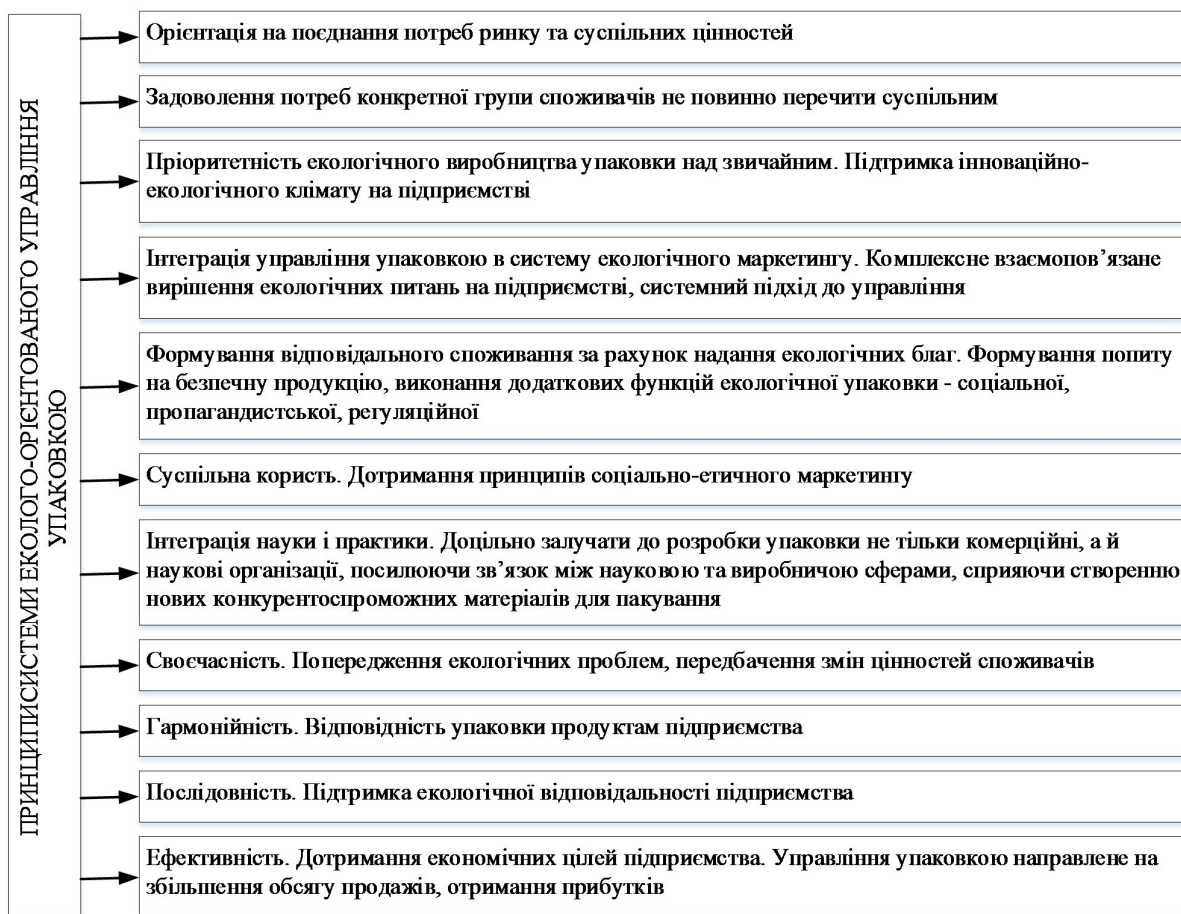 ПРИНЦИПИСИСТЕМИ ЕКОЛОГО-ОРІЄНТОВАНОГО УПРАВЛІННЯ
УПАКОВКОЮ
Орієнтація на поєднання потреб ринку та суспільних цінностей
Задоволення потреб конкретної групи споживачів не повинно перечити суспільним
Пріоритетність екологічного виробництва упаковки над звичайним. Підтримка інноваційно-
екологічного клімату на підприємстві
Інтеграція управління упаковкою в систему екологічного маркетингу. Комплексне взаємопов’язане
вирішення екологічних питань на підприємстві, системний підхід до управління
Формування відповідального споживання за рахунок надання екологічних благ. Формування попиту
на безпечну продукцію, виконання додаткових функцій екологічної упаковки - соціальної,
пропагандистської, регуляційної
Суспільна користь. Дотримання принципів соціально-етичного маркетингу
Інтеграція науки і практики. Доцільно залучати до розробки упаковки не тільки комерційні, а й
наукові організації, посилюючи зв’язок між науковою та виробничою сферами, сприяючи створенню
нових конкурентоспроможних матеріалів для пакування
Своєчасність. Попередження екологічних проблем, передбачення змін цінностей споживачів
Гармонійність. Відповідність упаковки продуктам підприємства
Послідовність. Підтримка екологічної відповідальності підприємства
Ефективність. Дотримання економічних цілей підприємства. Управління упаковкою направлене на
збільшення обсягу продажів, отримання прибутків